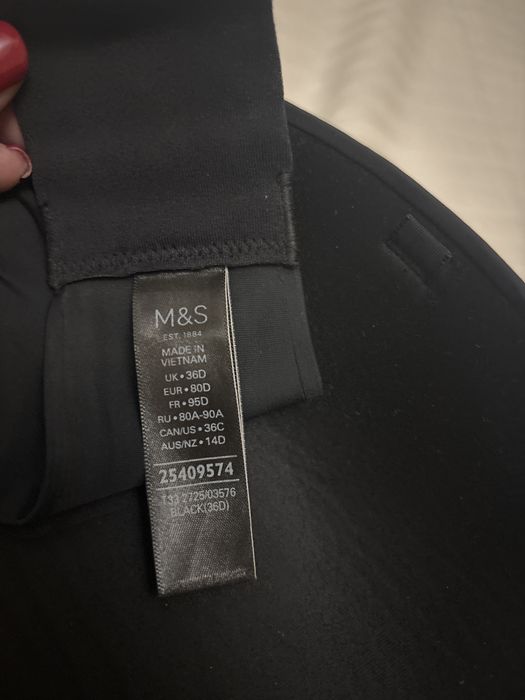 M&S
EST. 1884
MADE IN
VIETNAM
UK•36D
EUR•80D
FR•95D
RU•80A-90A
CAN/US•36C
AUS/NZ•14D
25409574
T33 2725/03576
BLACK(36D)